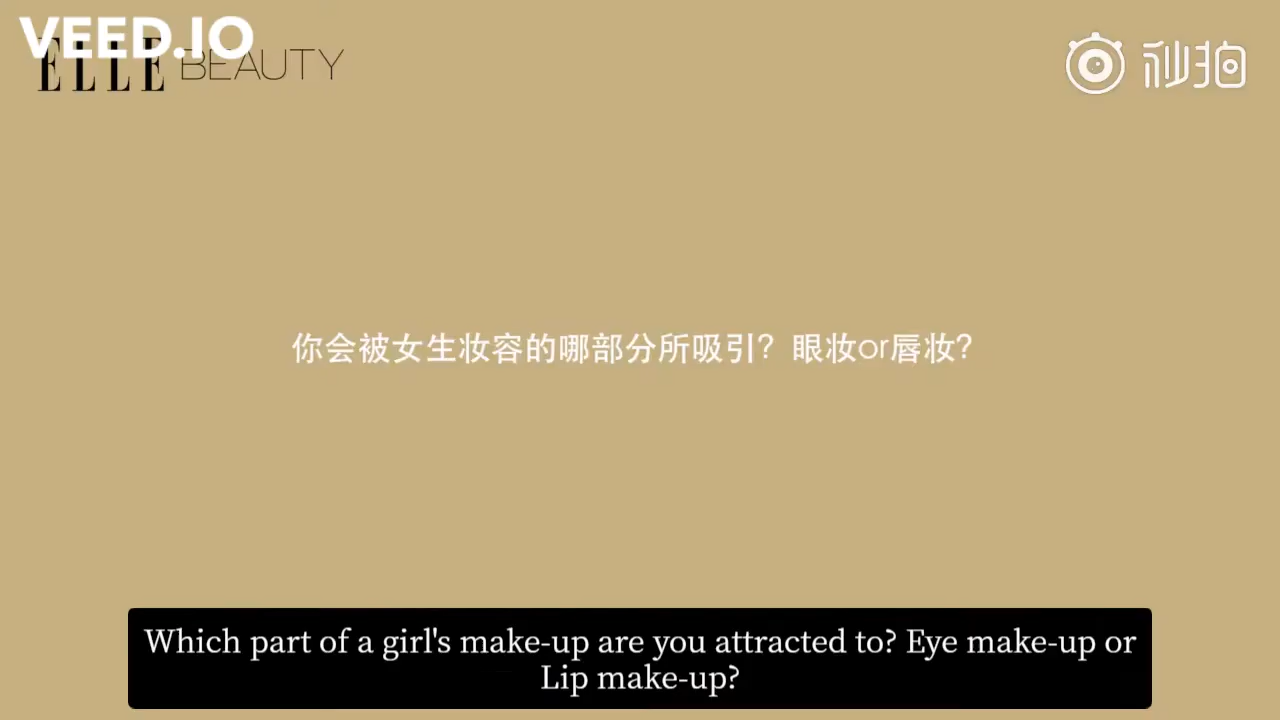 VEED.IO
ELLE BEAUTY
秒拍
你会被女生妆容的哪部分所吸引？眼妆or唇妆？
Which part of a girl's make-up are you attracted to? Eye make-up or
Lip make-up?